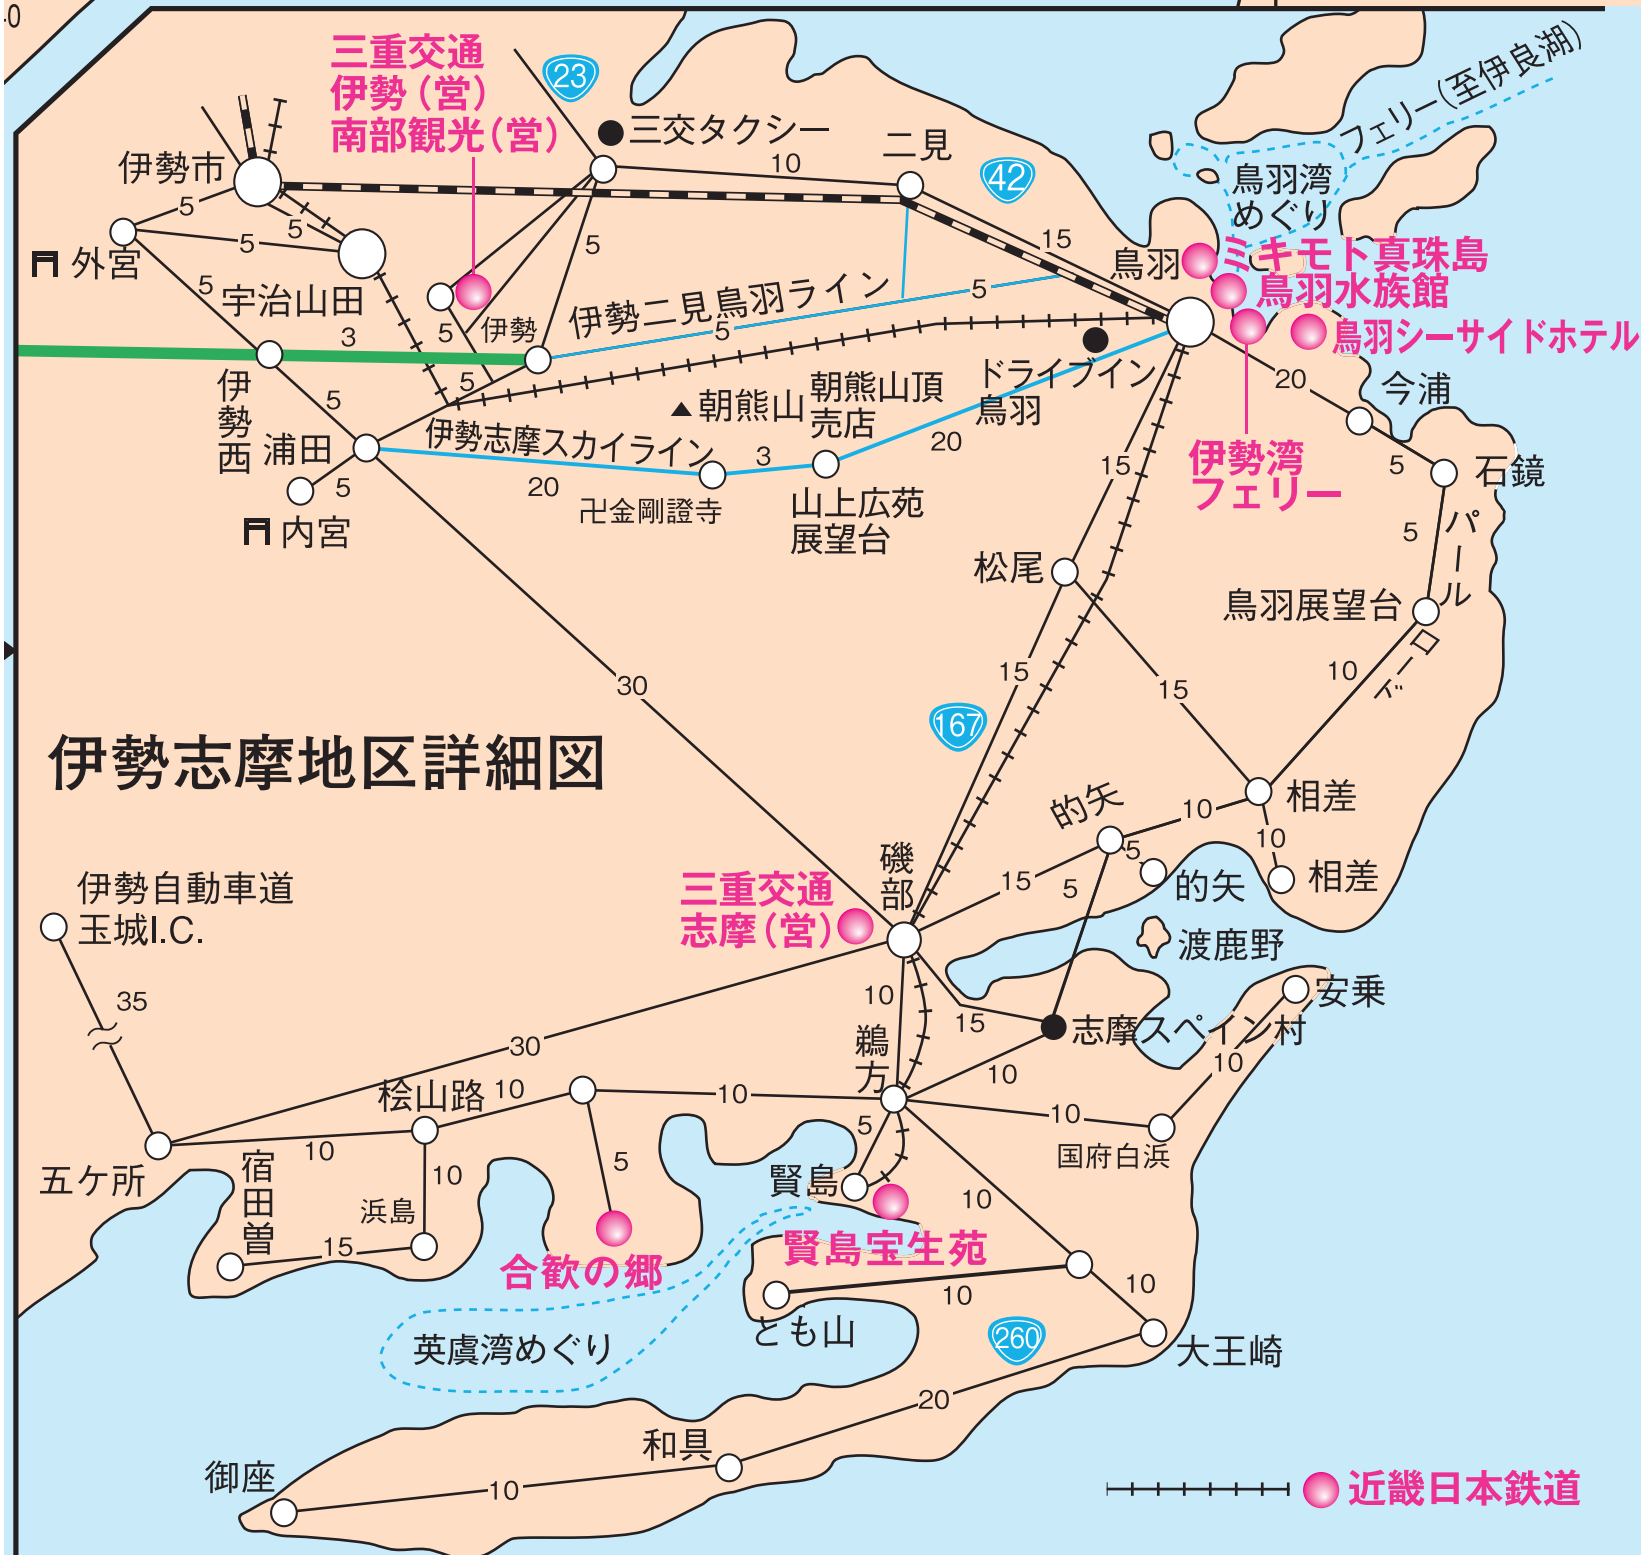 40
三重交通
伊勢(営)
南部観光(営)
23
三交タクシー
10
二見
42
フェリー(至伊良湖)
鳥羽湾
めぐり
伊勢市
5
5
5
外宮
宇治山田
5
5
15
鳥羽
ミキモト真珠島
鳥羽水族館
鳥羽シーサイドホテル
伊勢二見鳥羽ライン
5
5
伊勢
5
3
5
伊勢西
5
浦田
5
内宮
伊勢志摩スカイライン
20
朝熊山
朝熊山頂
売店
3
卍金剛證寺
山上広苑
展望台
20
ドライブイン
鳥羽
20
今浦
伊勢湾
フェリー
5
石鏡
5
パールロード
鳥羽展望台
10
15
松尾
15
15
167
30
伊勢志摩地区詳細図
相差
10
10
相差
的矢
5
的矢
15
5
磯部
三重交通
志摩(営)
渡鹿野
安乗
伊勢自動車道
玉城I.C.
35
10
15
志摩スペイン村
10
鵜方
10
30
桧山路
10
10
10
国府白浜
五ケ所
10
宿田曽
10
浜島
15
5
合歓の郷
5
賢島
賢島宝生苑
10
10
とも山
10
260
大王崎
英虞湾めぐり
20
和具
御座
10
近畿日本鉄道